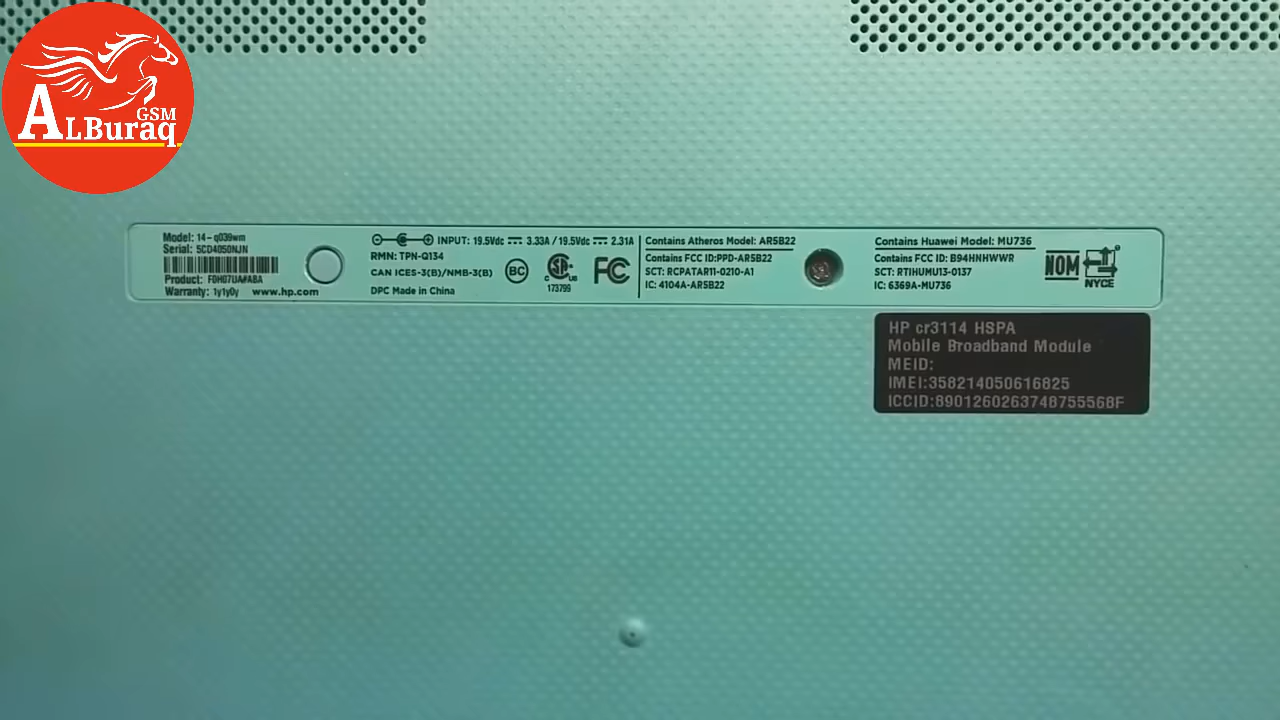 GSM
ALBuraq
Model: 14-q039wm
Serial: 5CD4050NJN
Product: F0H07UA#ABA
Warranty: 1y1y0y www.hp.com
INPUT: 19.5Vdc 3.33A / 19.5Vdc 2.31A
RMN: TPN-Q134
CAN ICES-3(B)/NMB-3(B)
DPC Made in China
BC
C US
173799
FC
Contains Atheros Model: AR5B22
Contains FCC ID:PPD-AR5B22
SCT: RCPATAR11-0210-A1
IC: 4104A-AR5B22
Contains Huawei Model: MU736
Contains FCC ID: B94HNHWWR
SCT: RTIHUMU13-0137
IC: 6369A-MU736
NOM
NYCE
HP cr3114 HSPA
Mobile Broadband Module
MEID:
IMEI:358214050616825
ICCID:8901260263748755568F